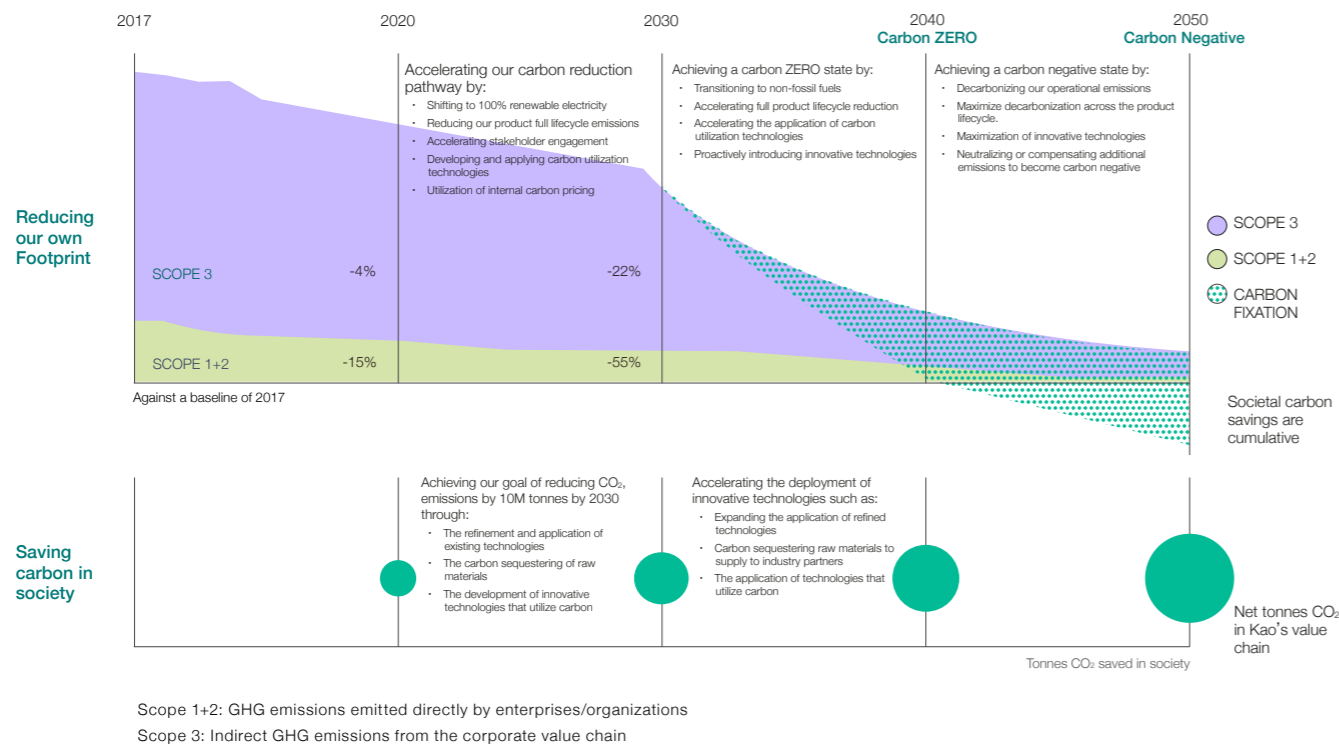 2017
2020
2030
2040
Carbon ZERO
2050
Carbon Negative
Accelerating our carbon reduction
pathway by:
· Shifting to 100% renewable electricity
· Reducing our product full lifecycle emissions
· Accelerating stakeholder engagement
· Developing and applying carbon utilization
technologies
· Utilization of internal carbon pricing
Achieving a carbon ZERO state by:
· Transitioning to non-fossil fuels
· Accelerating full product lifecycle reduction
· Accelerating the application of carbon
utilization technologies
· Proactively introducing innovative technologies
Achieving a carbon negative state by:
· Decarbonizing our operational emissions
· Maximize decarbonization across the product
lifecycle.
· Maximization of innovative technologies
· Neutralizing or compensating additional
emissions to become carbon negative
Reducing
our own
Footprint
SCOPE 3
-4%
-22%
SCOPE 1+2
-15%
-55%
SCOPE 3
SCOPE 1+2
CARBON
FIXATION
Against a baseline of 2017
Societal carbon
savings are
cumulative
Saving
carbon in
society
Achieving our goal of reducing CO₂,
emissions by 10M tonnes by 2030
through:
· The refinement and application of
existing technologies
· The carbon sequestering of raw
materials
· The development of innovative
technologies that utilize carbon
Accelerating the deployment of
innovative technologies such as:
· Expanding the application of refined
technologies
· Carbon sequestering raw materials to
supply to industry partners
· The application of technologies that
utilize carbon
Net tonnes CO₂
in Kao's value
chain
Tonnes CO₂ saved in society
Scope 1+2: GHG emissions emitted directly by enterprises/organizations
Scope 3: Indirect GHG emissions from the corporate value chain